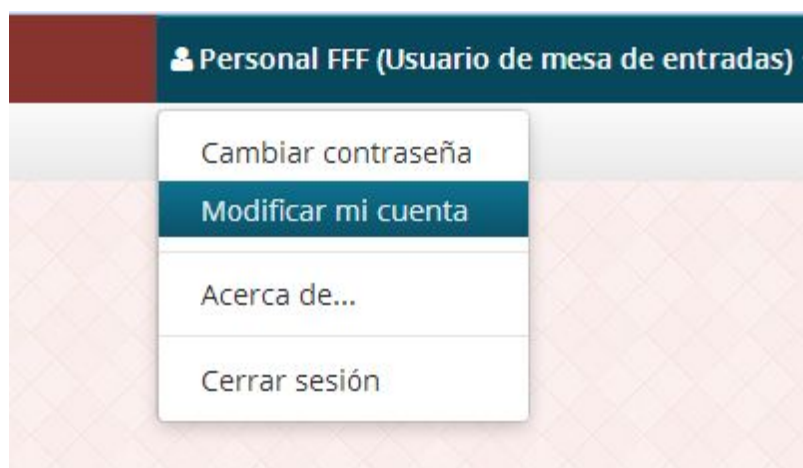 Personal FFF (Usuario de mesa de entradas)
Cambiar contraseña
Modificar mi cuenta
Acerca de...
Cerrar sesión